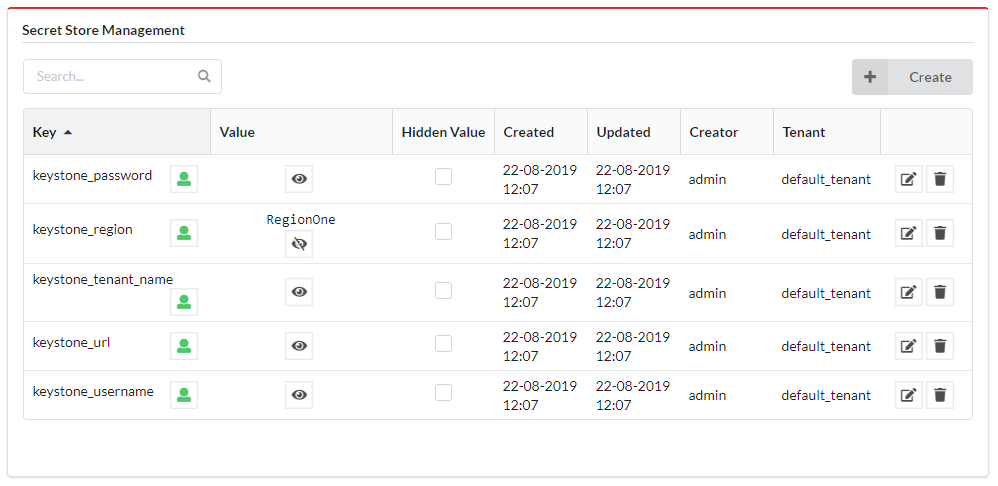 Secret Store Management
Search...
Create
Key Value Hidden Value Created Updated Creator Tenant
keystone_password 22-08-2019 12:07 22-08-2019 12:07 admin default_tenant
keystone_region RegionOne 22-08-2019 12:07 22-08-2019 12:07 admin default_tenant
keystone_tenant_name 22-08-2019 12:07 22-08-2019 12:07 admin default_tenant
keystone_url 22-08-2019 12:07 22-08-2019 12:07 admin default_tenant
keystone_username 22-08-2019 12:07 22-08-2019 12:07 admin default_tenant